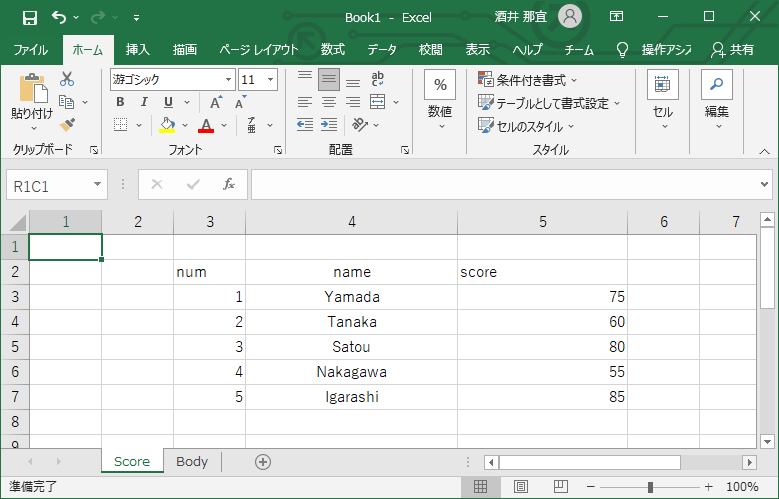 Book1 - Excel
酒井 那宜
ファイル ホーム 挿入 描画 ページ レイアウト 数式 データ 校閲 表示 ヘルプ チーム 操作アシス 共有
貼り付け
クリップボード
游ゴシック 11
B I U A A
A 亜
フォント
ab
配置
%
数値
条件付き書式
テーブルとして書式設定
セルのスタイル
スタイル
セル
編集
R1C1 fx
1 2 3 4 5 6 7
1
2 num name score
3 1 Yamada 75
4 2 Tanaka 60
5 3 Satou 80
6 4 Nakagawa 55
7 5 Igarashi 85
8
9
Score Body
準備完了 100%